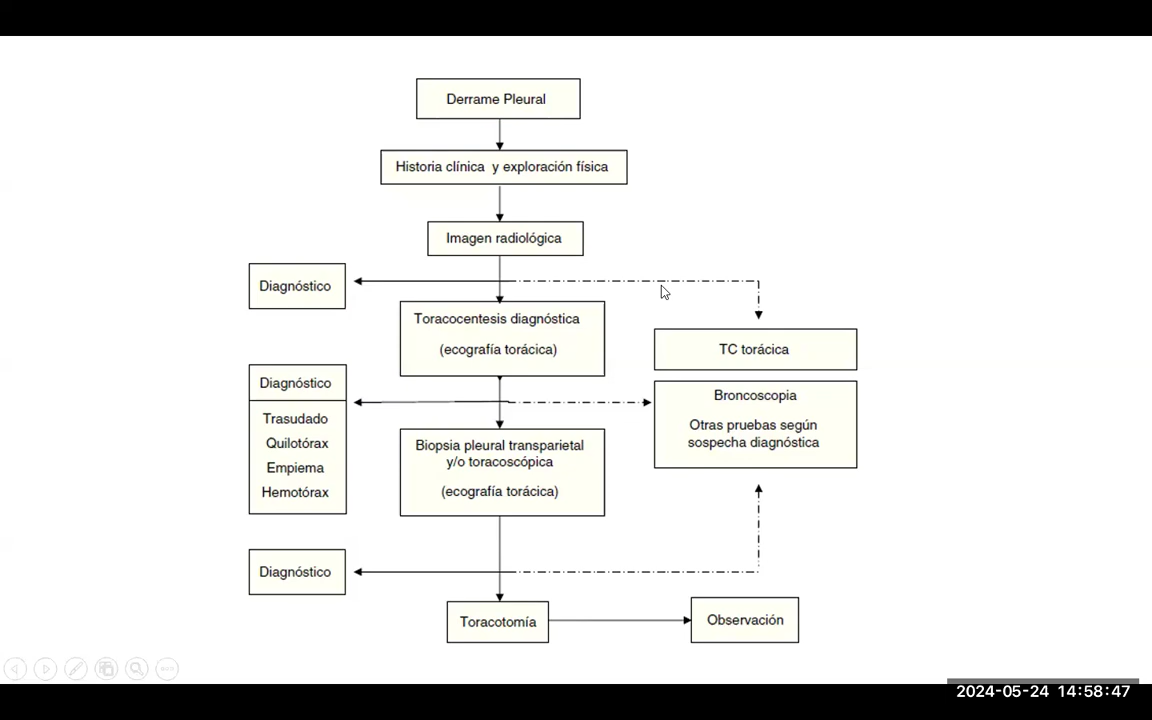 Derrame Pleural
Historia clínica y exploración física
Imagen radiológica
Diagnóstico
Toracocentesis diagnóstica
(ecografía torácica)
TC torácica
Diagnóstico
Trasudado
Quilotórax
Empiema
Hemotórax
Broncoscopia
Otras pruebas según
sospecha diagnóstica
Biopsia pleural transparietal
y/o toracoscópica
(ecografía torácica)
Diagnóstico
Toracotomía
Observación
2024-05-24 14:58:47